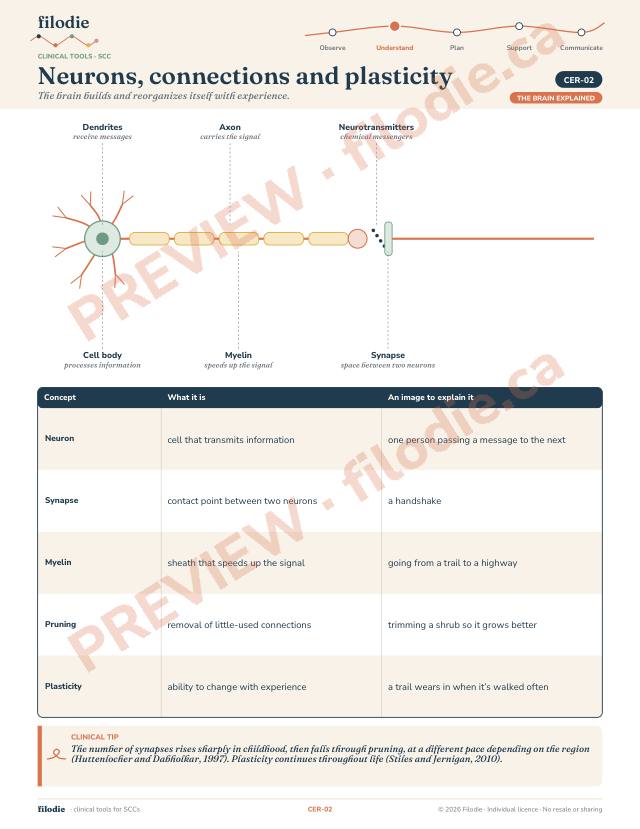 filodie
CLINICAL TOOLS · SCC
Observe Understand Plan Support Communicate
Neurons, connections and plasticity
CER-02
The brain builds and reorganizes itself with experience.
THE BRAIN EXPLAINED
Dendrites Axon Neurotransmitters
receive messages carries the signal chemical messengers
Cell body Myelin Synapse
processes information speeds up the signal space between two neurons
Concept What it is An image to explain it
Neuron cell that transmits information one person passing a message to the next
Synapse contact point between two neurons a handshake
Myelin sheath that speeds up the signal going from a trail to a highway
Pruning removal of little-used connections trimming a shrub so it grows better
Plasticity ability to change with experience a trail wears in when it's walked often
CLINICAL TIP
The number of synapses rises sharply in childhood, then falls through pruning, at a different pace depending on the region
(Huttenlocher and Dabholkar, 1997). Plasticity continues throughout life (Stiles and Jernigan, 2010).
filodie · clinical tools for SCCs CER-02 © 2026 Filodie · Individual licence · No resale or sharing
PREVIEW · filodie.ca
PREVIEW · filodie.ca